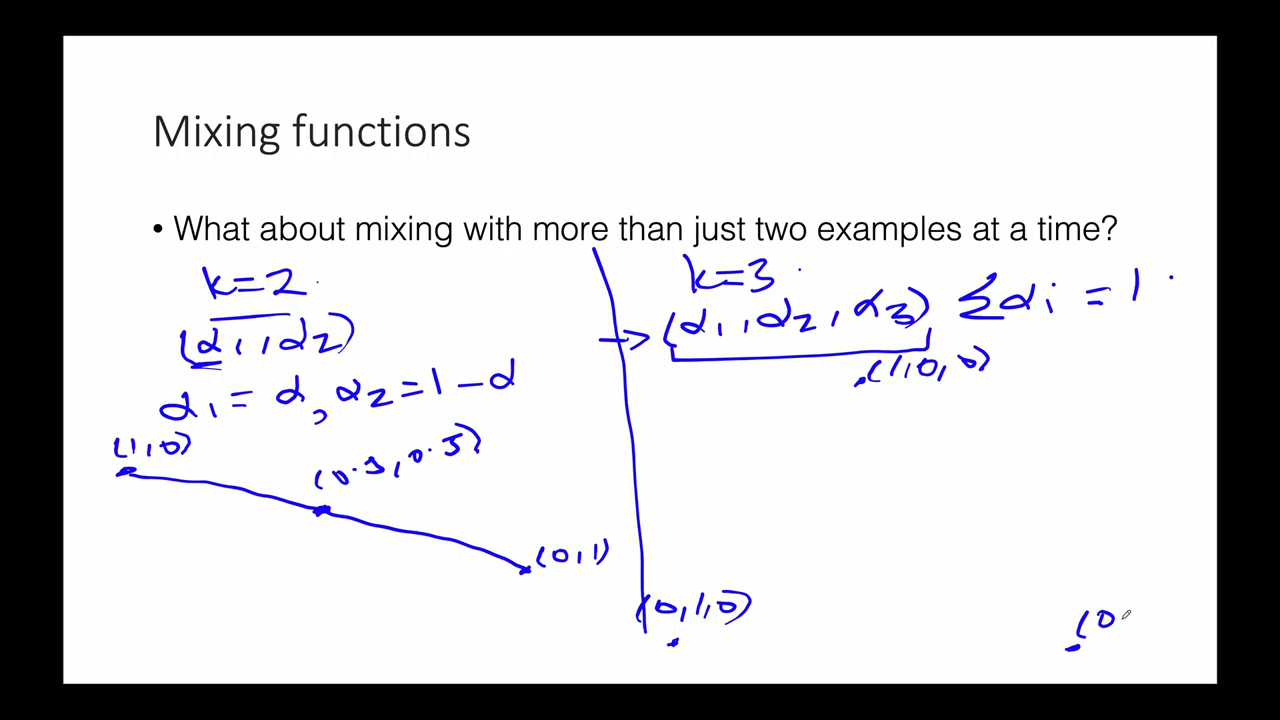 Mixing functions
• What about mixing with more than just two examples at a time?
k=2
(α1, α2)
α1 = α, α2 = 1 - α
(1, 0)
(0.5, 0.5)
(0, 1)
k=3
(α1, α2, α3) Σαi = 1
(1, 0, 0)
(0, 1, 0)
(0